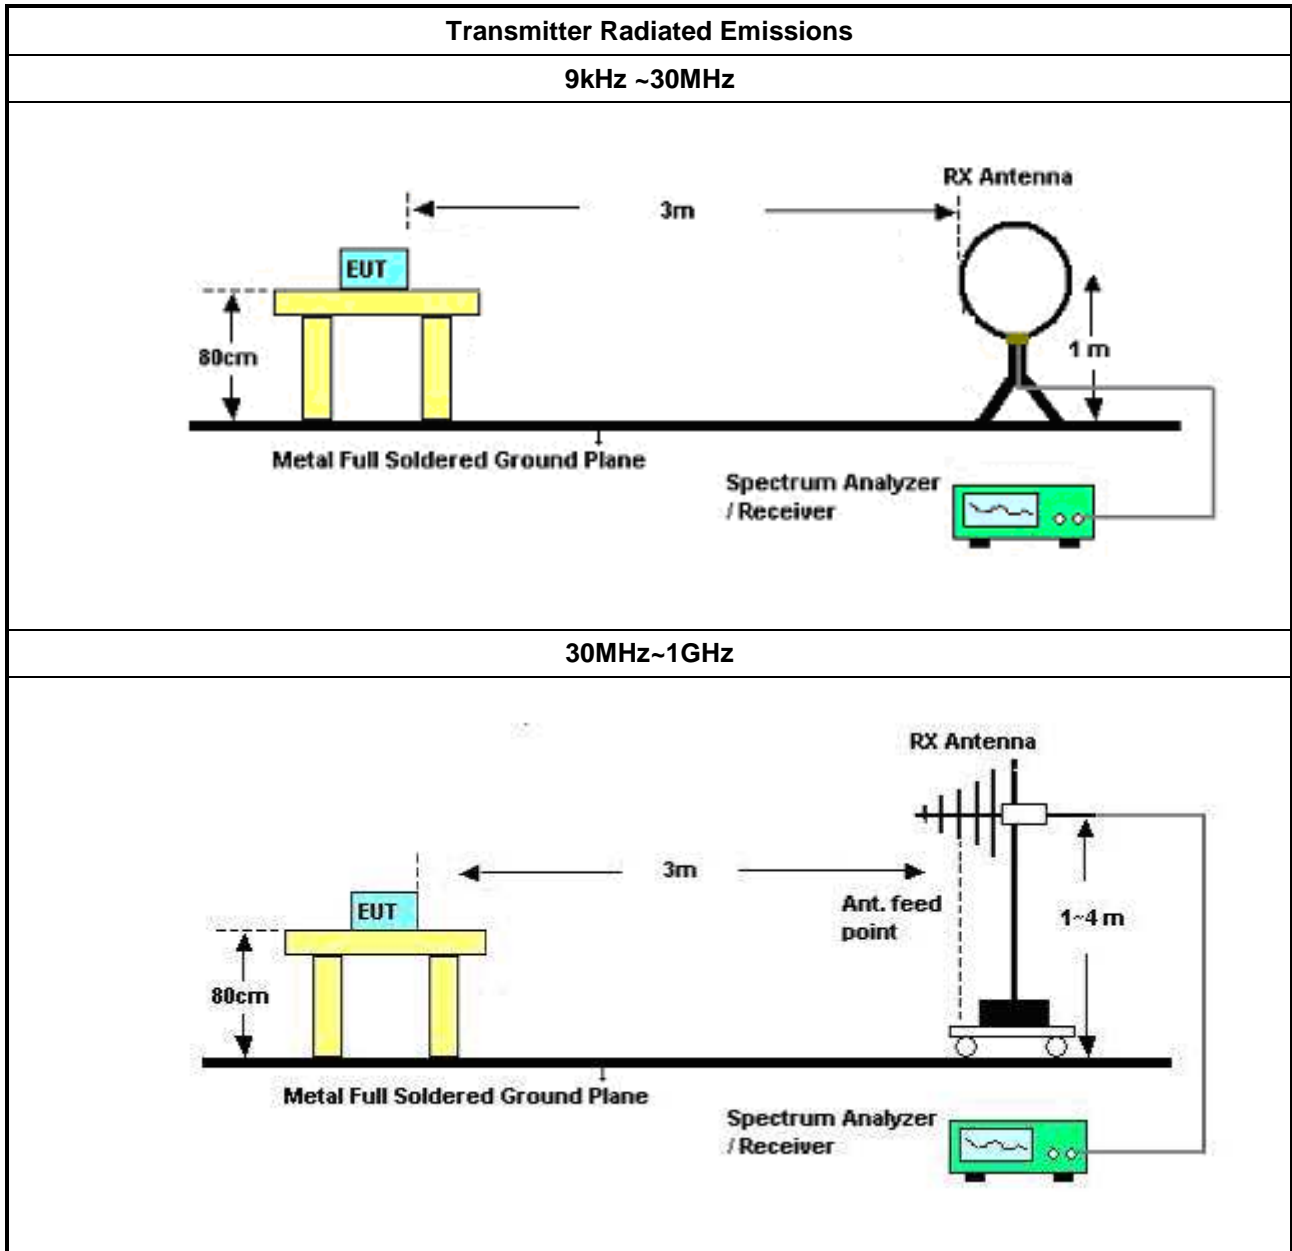 Transmitter Radiated Emissions
9kHz ~30MHz
RX Antenna
3m
EUT
80cm
1 m
Metal Full Soldered Ground Plane
Spectrum Analyzer
/ Receiver
30MHz~1GHz
RX Antenna
3m
EUT
Ant. feed
point
1~4 m
80cm
Metal Full Soldered Ground Plane
Spectrum Analyzer
/ Receiver